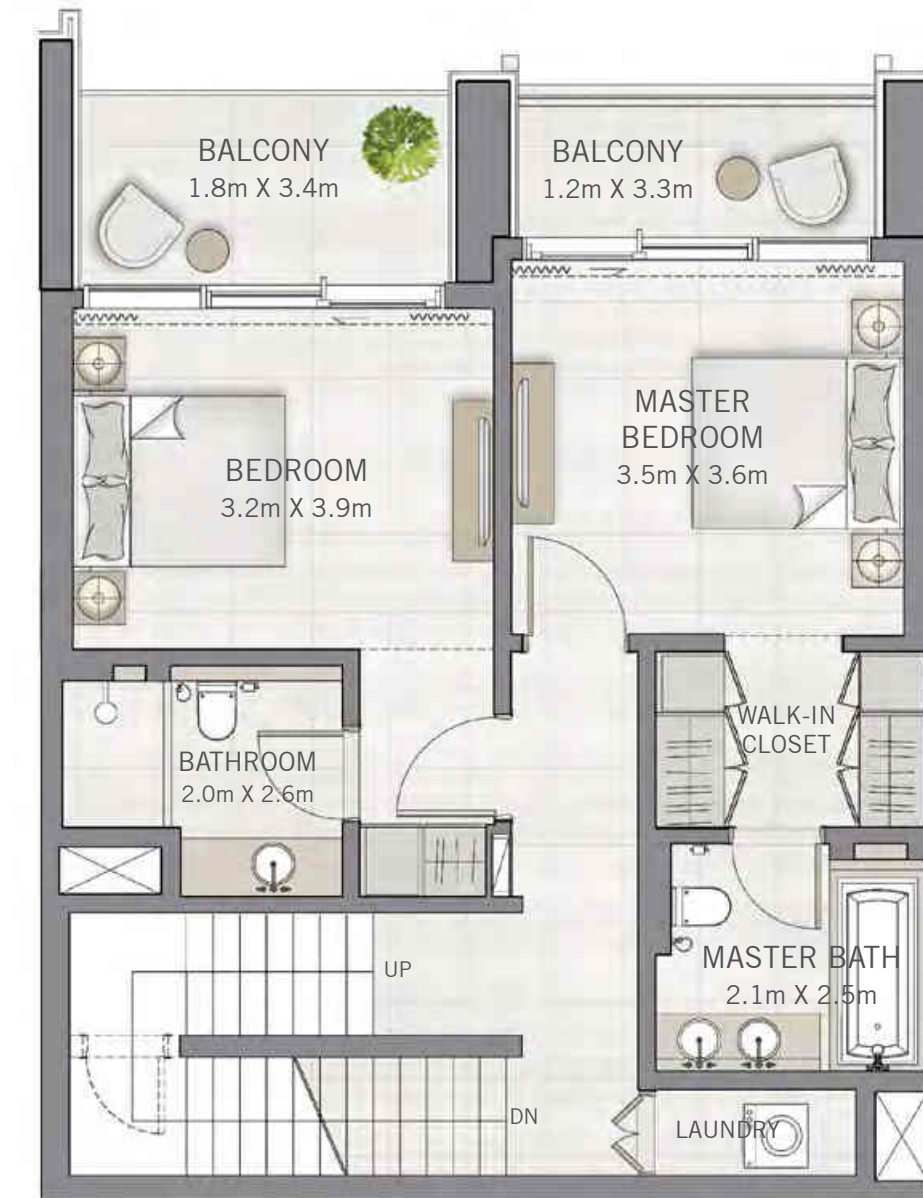 BALCONY
1.8m X 3.4m
BALCONY
1.2m X 3.3m
MASTER
BEDROOM
3.5m X 3.6m
BEDROOM
3.2m X 3.9m
WALK-IN
CLOSET
BATHROOM
2.0m X 2.6m
MASTER BATH
2.1m X 2.5m
UP
DN
LAUNDRY